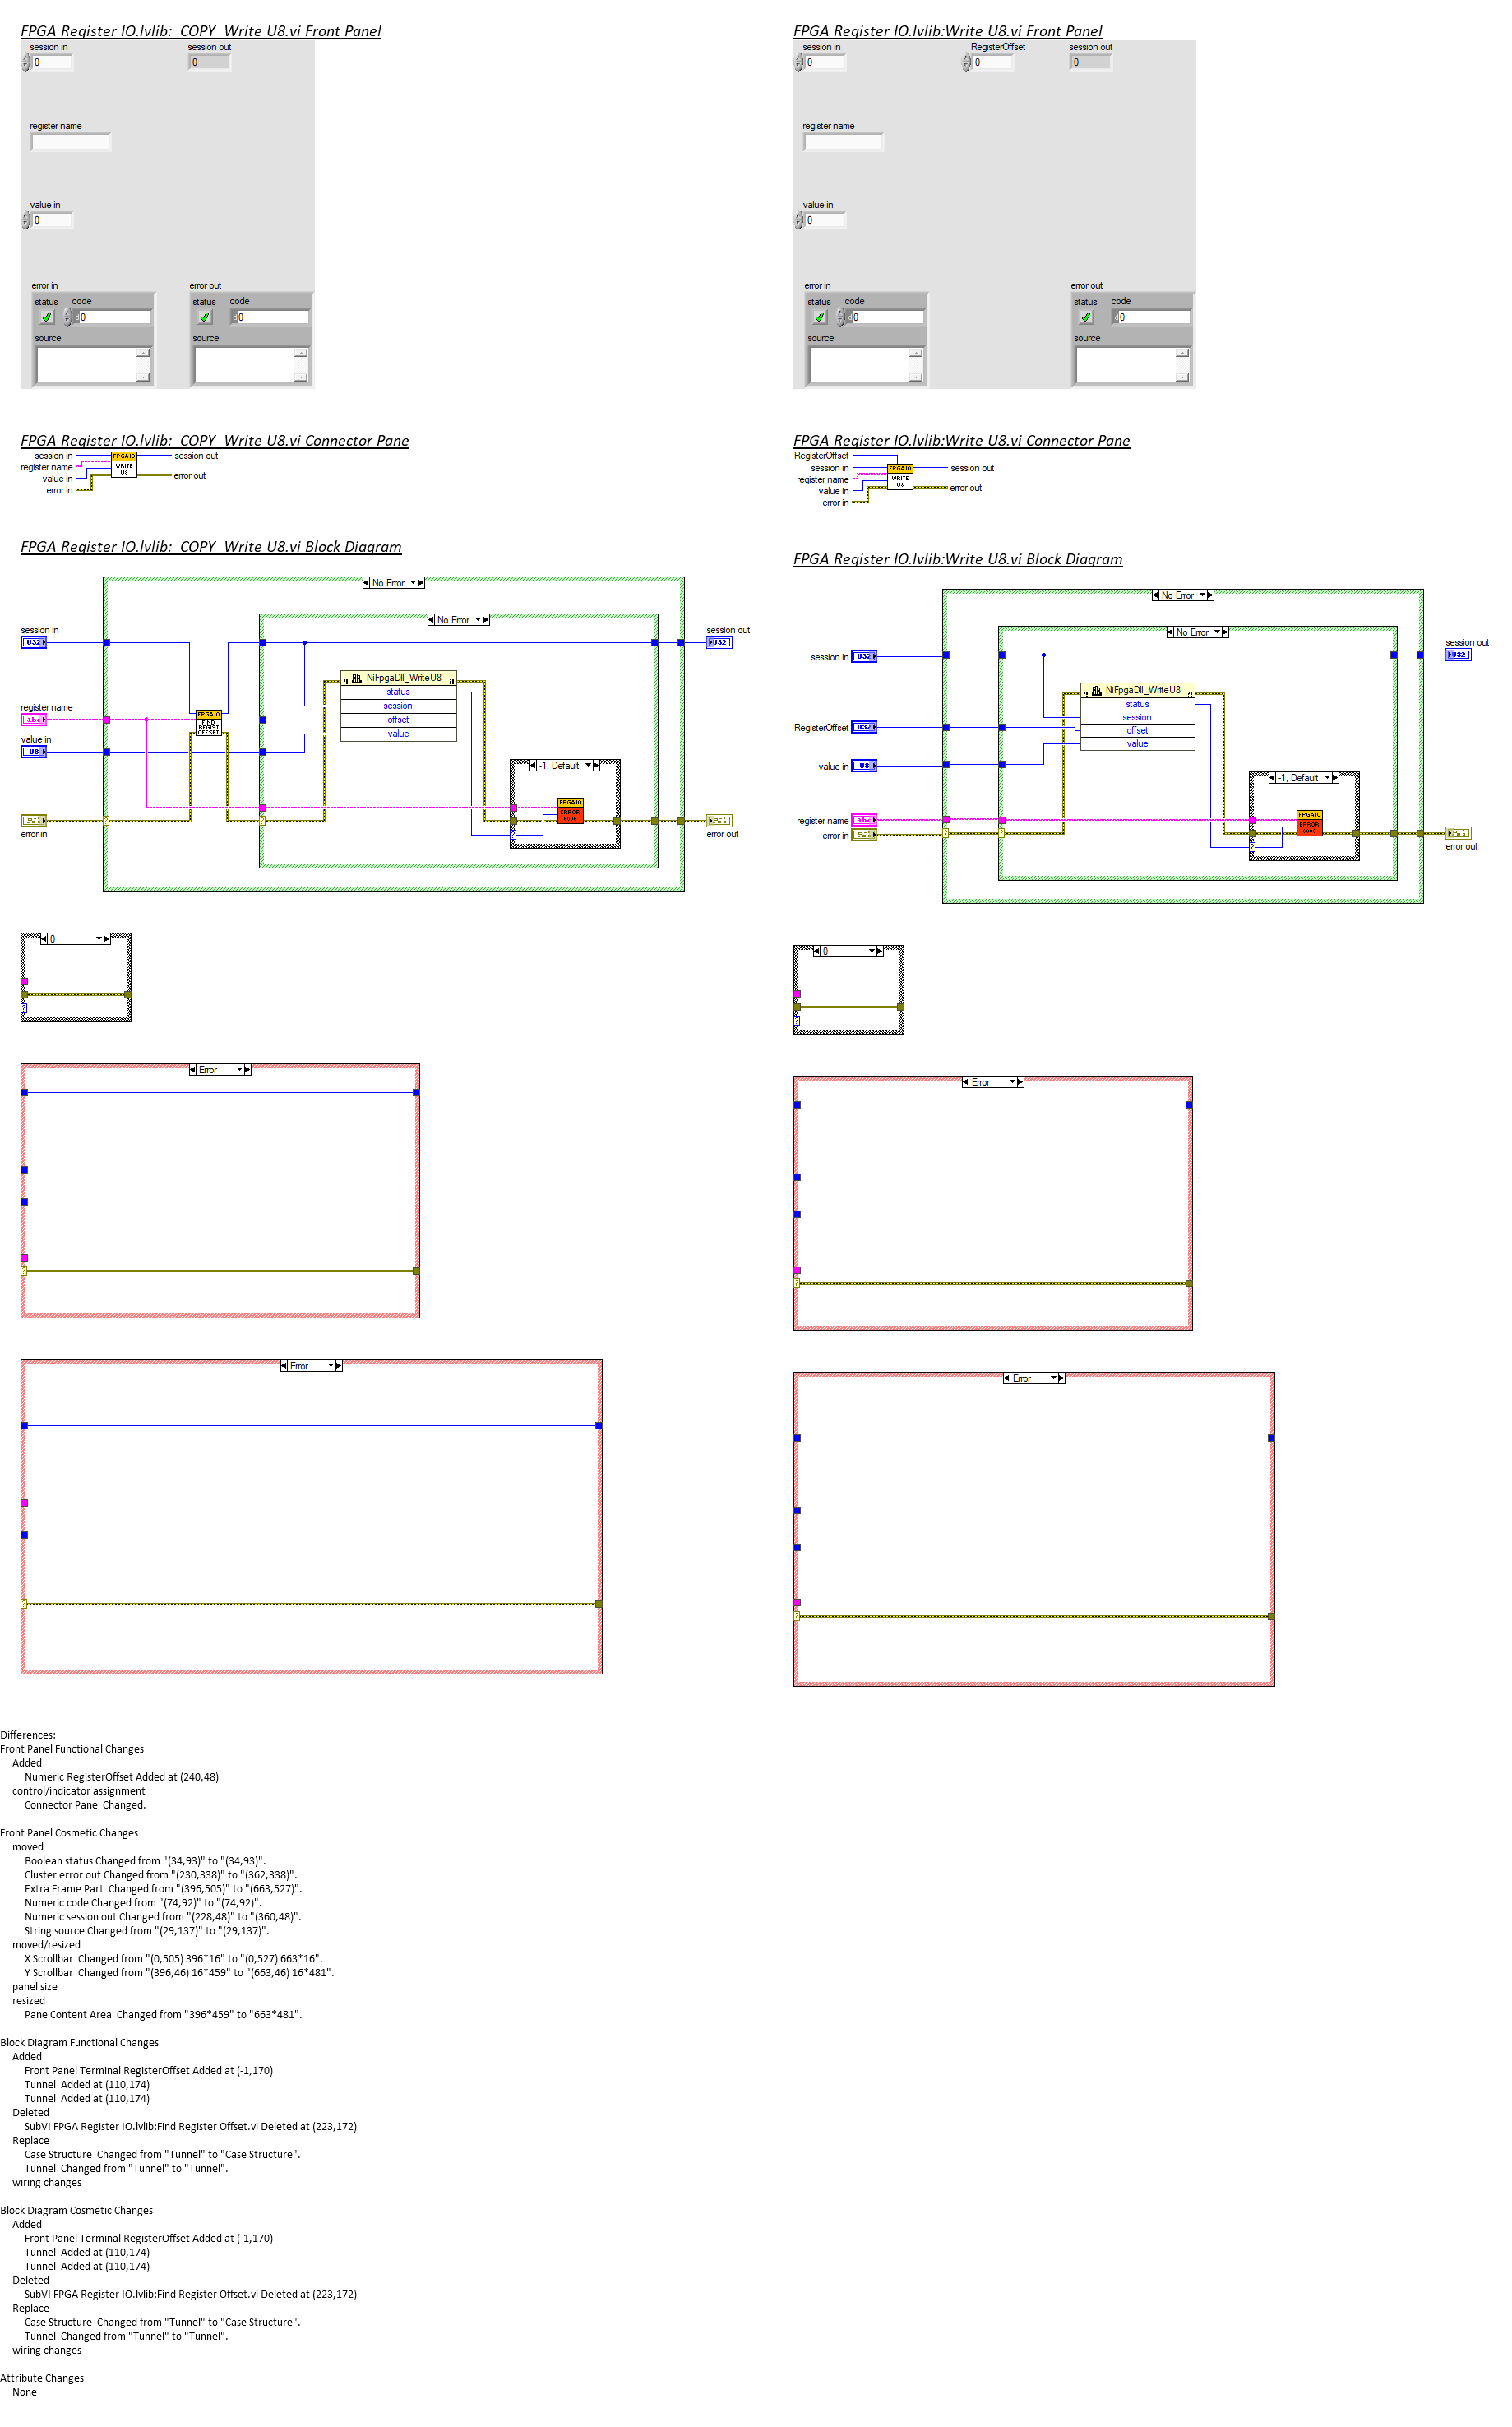 FPGA Register IO.lvlib:  COPY  Write U8.vi Front Panel
session in
0
session out
0
register name
value in
0
error in
status
code
d0
source
error out
status
code
d0
source
FPGA Register IO.lvlib:Write U8.vi Front Panel
session in
0
RegisterOffset
0
session out
0
register name
value in
0
error in
status
code
d0
source
error out
status
code
d0
source
FPGA Register IO.lvlib:  COPY  Write U8.vi Connector Pane
session in
register name
value in
error in
FPGAIO
WRITE
U8
session out
error out
FPGA Register IO.lvlib:Write U8.vi Connector Pane
RegisterOffset
session in
register name
value in
error in
FPGAIO
WRITE
U8
session out
error out
FPGA Register IO.lvlib:  COPY  Write U8.vi Block Diagram
No Error
No Error
session in
U32
session out
U32
NiFpgaDll_WriteU8
status
session
offset
value
register name
abc
FPGAIO
FIND
REGIST
OFFSET
value in
U8
-1, Default
FPGAIO
ERROR
CODE
error in
error out
0
Error
Error
FPGA Register IO.lvlib:Write U8.vi Block Diagram
No Error
No Error
session in
U32
session out
U32
NiFpgaDll_WriteU8
status
session
offset
value
RegisterOffset
U32
value in
U8
-1, Default
register name
abc
FPGAIO
ERROR
CODE
error in
error out
0
Error
Error
Differences:
Front Panel Functional Changes
Added
Numeric RegisterOffset Added at (240,48)
control/indicator assignment
Connector Pane  Changed.
Front Panel Cosmetic Changes
moved
Boolean status Changed from "(34,93)" to "(34,93)".
Cluster error out Changed from "(230,338)" to "(362,338)".
Extra Frame Part  Changed from "(396,505)" to "(663,527)".
Numeric code Changed from "(74,92)" to "(74,92)".
Numeric session out Changed from "(228,48)" to "(360,48)".
String source Changed from "(29,137)" to "(29,137)".
moved/resized
X Scrollbar  Changed from "(0,505) 396*16" to "(0,527) 663*16".
Y Scrollbar  Changed from "(396,46) 16*459" to "(663,46) 16*481".
panel size
resized
Pane Content Area  Changed from "396*459" to "663*481".
Block Diagram Functional Changes
Added
Front Panel Terminal RegisterOffset Added at (-1,170)
Tunnel  Added at (110,174)
Tunnel  Added at (110,174)
Deleted
SubVI FPGA Register IO.lvlib:Find Register Offset.vi Deleted at (223,172)
Replace
Case Structure  Changed from "Tunnel" to "Case Structure".
Tunnel  Changed from "Tunnel" to "Tunnel".
wiring changes
Block Diagram Cosmetic Changes
Added
Front Panel Terminal RegisterOffset Added at (-1,170)
Tunnel  Added at (110,174)
Tunnel  Added at (110,174)
Deleted
SubVI FPGA Register IO.lvlib:Find Register Offset.vi Deleted at (223,172)
Replace
Case Structure  Changed from "Tunnel" to "Case Structure".
Tunnel  Changed from "Tunnel" to "Tunnel".
wiring changes
Attribute Changes
None